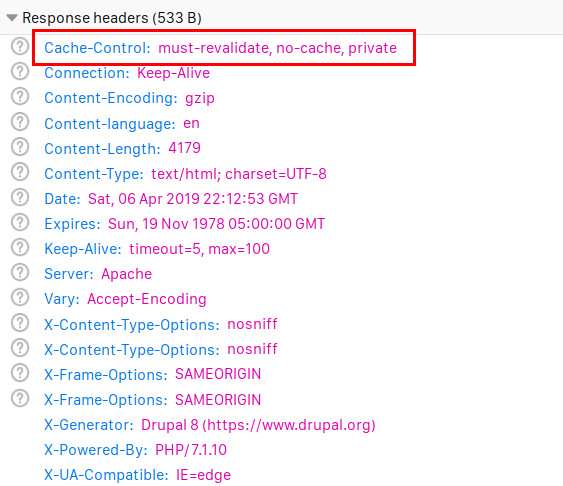 Response headers (533 B)
Cache-Control: must-revalidate, no-cache, private
Connection: Keep-Alive
Content-Encoding: gzip
Content-language: en
Content-Length: 4179
Content-Type: text/html; charset=UTF-8
Date: Sat, 06 Apr 2019 22:12:53 GMT
Expires: Sun, 19 Nov 1978 05:00:00 GMT
Keep-Alive: timeout=5, max=100
Server: Apache
Vary: Accept-Encoding
X-Content-Type-Options: nosniff
X-Content-Type-Options: nosniff
X-Frame-Options: SAMEORIGIN
X-Frame-Options: SAMEORIGIN
X-Generator: Drupal 8 (https://www.drupal.org)
X-Powered-By: PHP/7.1.10
X-UA-Compatible: IE=edge